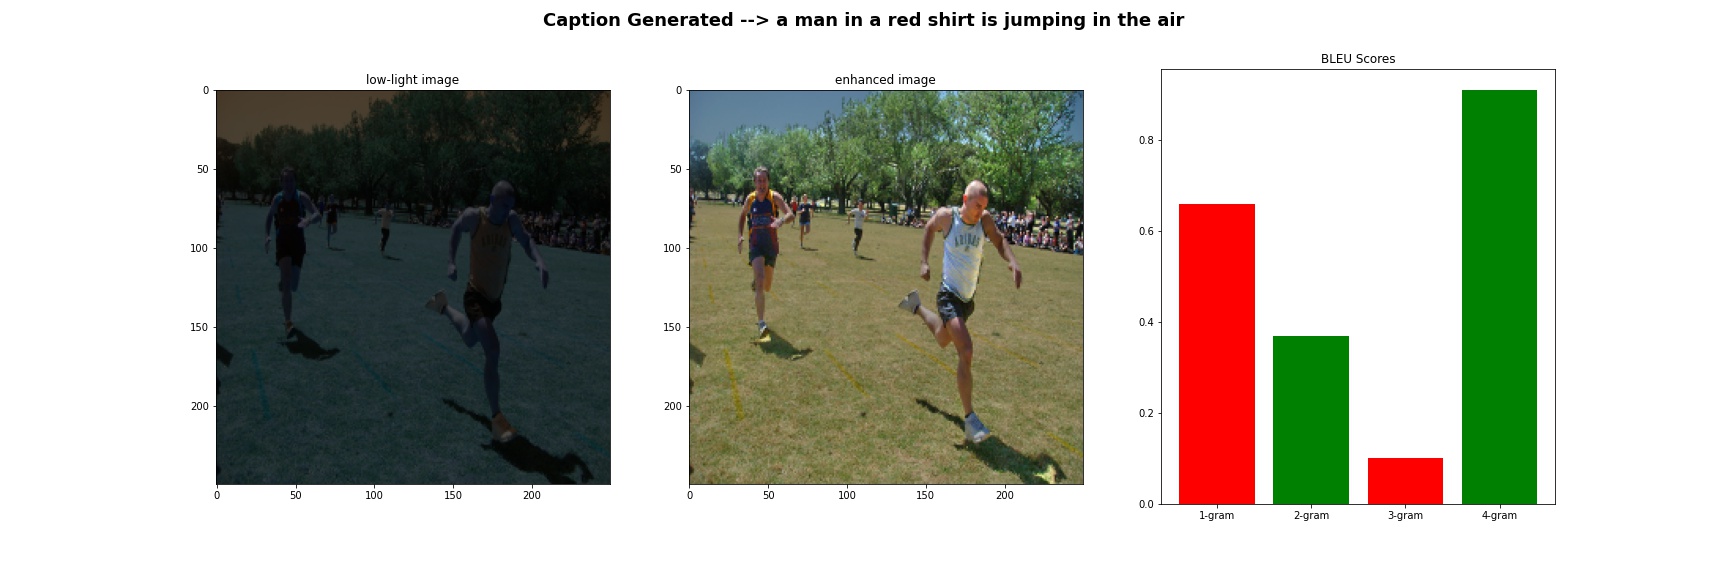 Caption Generated --> a man in a red shirt is jumping in the air
low-light image
0
50
100
150
200
0 50 100 150 200
enhanced image
0
50
100
150
200
0 50 100 150 200
BLEU Scores
0.8
0.6
0.4
0.2
0.0
1-gram 2-gram 3-gram 4-gram